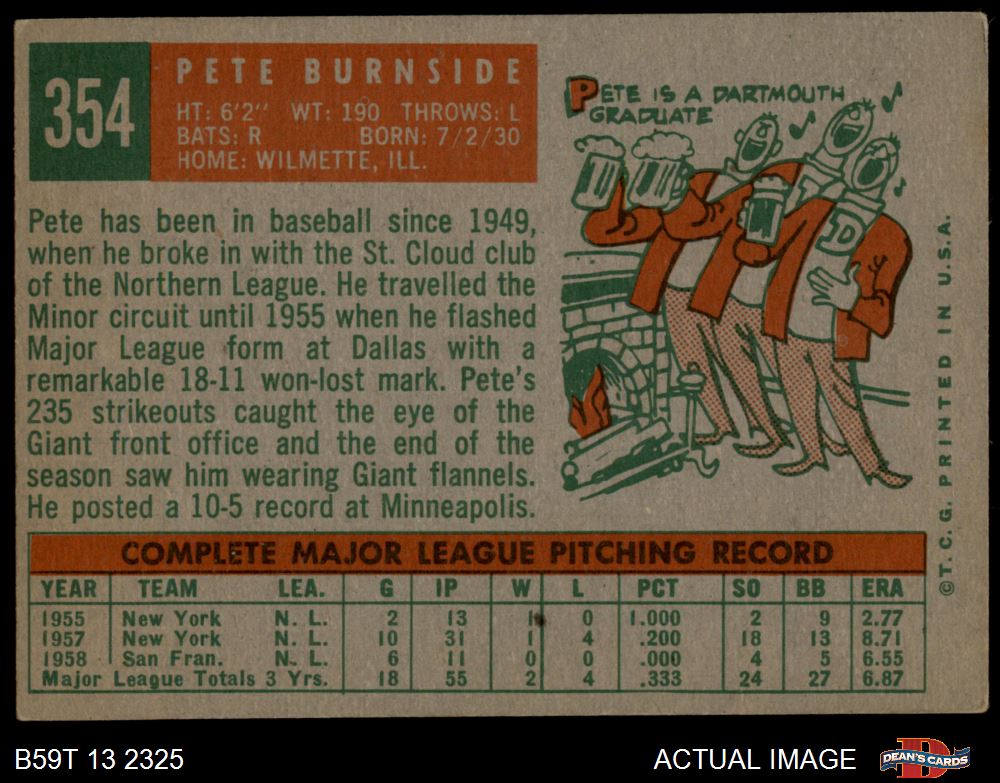 354
PETE BURNSIDE
HT: 6'2" WT: 190 THROWS: L
BATS: R BORN: 7/2/30
HOME: WILMETTE, ILL.
PETE IS A DARTMOUTH
GRADUATE
D
Pete has been in baseball since 1949,
when he broke in with the St. Cloud club
of the Northern League. He travelled the
Minor circuit until 1955 when he flashed
Major League form at Dallas with a
remarkable 18-11 won-lost mark. Pete's
235 strikeouts caught the eye of the
Giant front office and the end of the
season saw him wearing Giant flannels.
He posted a 10-5 record at Minneapolis.
©T.C.G. PRINTED IN U.S.A.
COMPLETE MAJOR LEAGUE PITCHING RECORD
YEAR TEAM LEA. G IP W L PCT SO BB ERA
1955 New York N. L. 2 13 1 0 1.000 2 9 2.77
1957 New York N. L. 10 31 1 4 .200 18 13 8.71
1958 San Fran. N. L. 6 11 0 0 .000 4 5 6.55
Major League Totals 3 Yrs. 18 55 2 4 .333 24 27 6.87
B59T 13 2325
ACTUAL IMAGE
D
DEAN'S CARDS